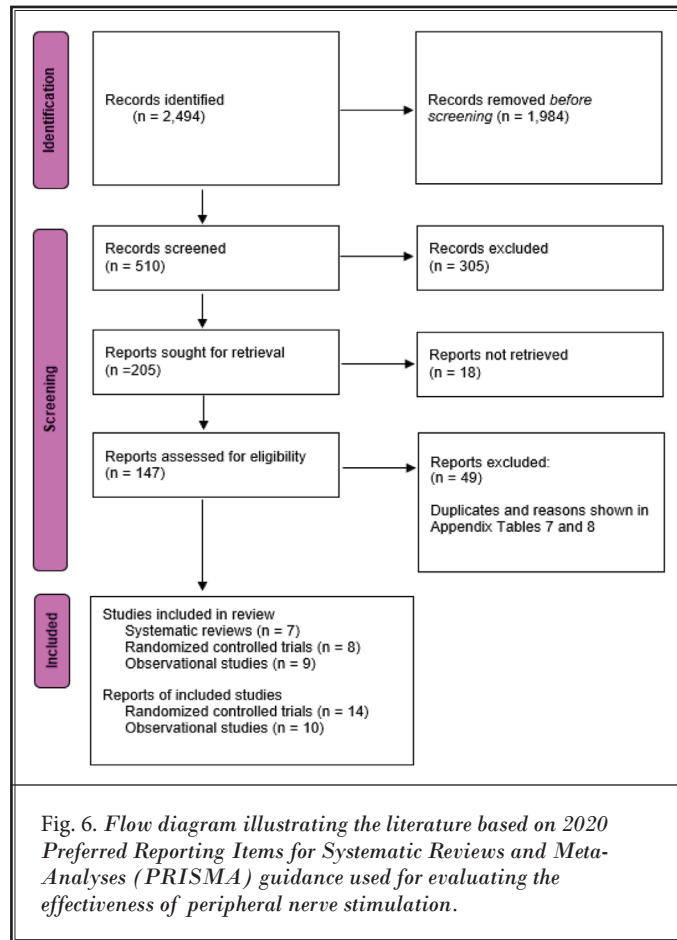 Identification
Records identified
(n = 2,494)
Records removed before
screening (n = 1,984)
Screening
Records screened
(n = 510)
Records excluded
(n = 305)
Reports sought for retrieval
(n =205)
Reports not retrieved
(n = 18)
Reports assessed for eligibility
(n = 147)
Reports excluded:
(n = 49)
Duplicates and reasons shown in
Appendix Tables 7 and 8
Included
Studies included in review
Systematic reviews (n = 7)
Randomized controlled trials (n = 8)
Observational studies (n = 9)
Reports of included studies
Randomized controlled trials (n = 14)
Observational studies (n = 10)
Fig. 6. Flow diagram illustrating the literature based on 2020
Preferred Reporting Items for Systematic Reviews and Meta-
Analyses (PRISMA) guidance used for evaluating the
effectiveness of peripheral nerve stimulation.